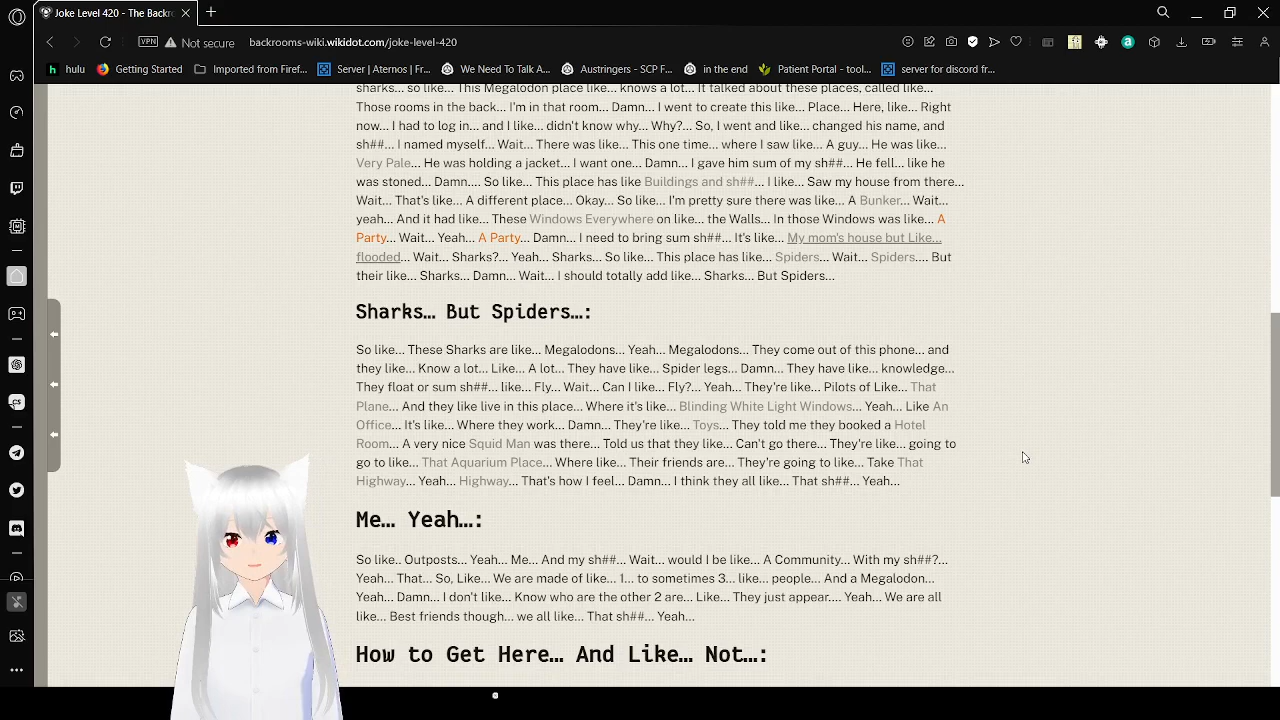 Joke Level 420 - The Backro
Not secure
backrooms-wiki.wikidot.com/joke-level-420
VPN
hulu
Getting Started
Imported from Firef...
Server | Aternos | Fr...
We Need To Talk A...
Austringers - SCP F...
in the end
Patient Portal - tool...
server for discord fr...
sharks... so like... This Megalodon place like... knows a lot... It talked about these places, called like...
Those rooms in the back... I'm in that room... Damn... I went to create this like... Place... Here, like... Right
now... I had to log in... and I like... didn't know why... Why?... So, I went and like... changed his name, and
sh##... I named myself... Wait... There was like... This one time... where I saw like... A guy... He was like...
Very Pale... He was holding a jacket... I want one... Damn... I gave him sum of my sh##... He fell... like he
was stoned... Damn.... So like... This place has like Buildings and sh##... I like... Saw my house from there...
Wait... That's like... A different place... Okay... So like... I'm pretty sure there was like... A Bunker... Wait...
yeah... And it had like... These Windows Everywhere on like... the Walls... In those Windows was like... A
Party... Wait... Yeah... A Party... Damn... I need to bring sum sh##... It's like... My mom's house but Like...
flooded... Wait... Sharks?... Yeah... Sharks... So like... This place has like... Spiders... Wait... Spiders.... But
their like... Sharks... Damn... Wait... I should totally add like... Sharks... But Spiders...
Sharks... But Spiders...:
So like... These Sharks are like... Megalodons... Yeah... Megalodons... They come out of this phone... and
they like... Know a lot... Like... A lot... They have like... Spider legs... Damn... They have like... knowledge...
They float or sum sh##... like... Fly... Wait... Can I like... Fly?... Yeah... They're like... Pilots of Like... That
Plane... And they like live in this place... Where it's like... Blinding White Light Windows... Yeah... Like An
Office... It's like... Where they work... Damn... They're like... Toys... They told me they booked a Hotel
Room... A very nice Squid Man was there... Told us that they like... Can't go there... They're like... going to
go to like... That Aquarium Place... Where like... Their friends are... They're going to like... Take That
Highway... Yeah... Highway... That's how I feel... Damn... I think they all like... That sh##... Yeah...
Me... Yeah...:
So like.. Outposts... Yeah... Me... And my sh##... Wait... would I be like... A Community... With my sh##?...
Yeah... That... So, Like... We are made of like... 1... to sometimes 3... like... people... And a Megalodon...
Yeah... Damn... I don't like... Know who are the other 2 are... Like... They just appear.... Yeah... We are all
like... Best friends though... we all like... That sh##... Yeah...
How to Get Here... And Like... Not...: